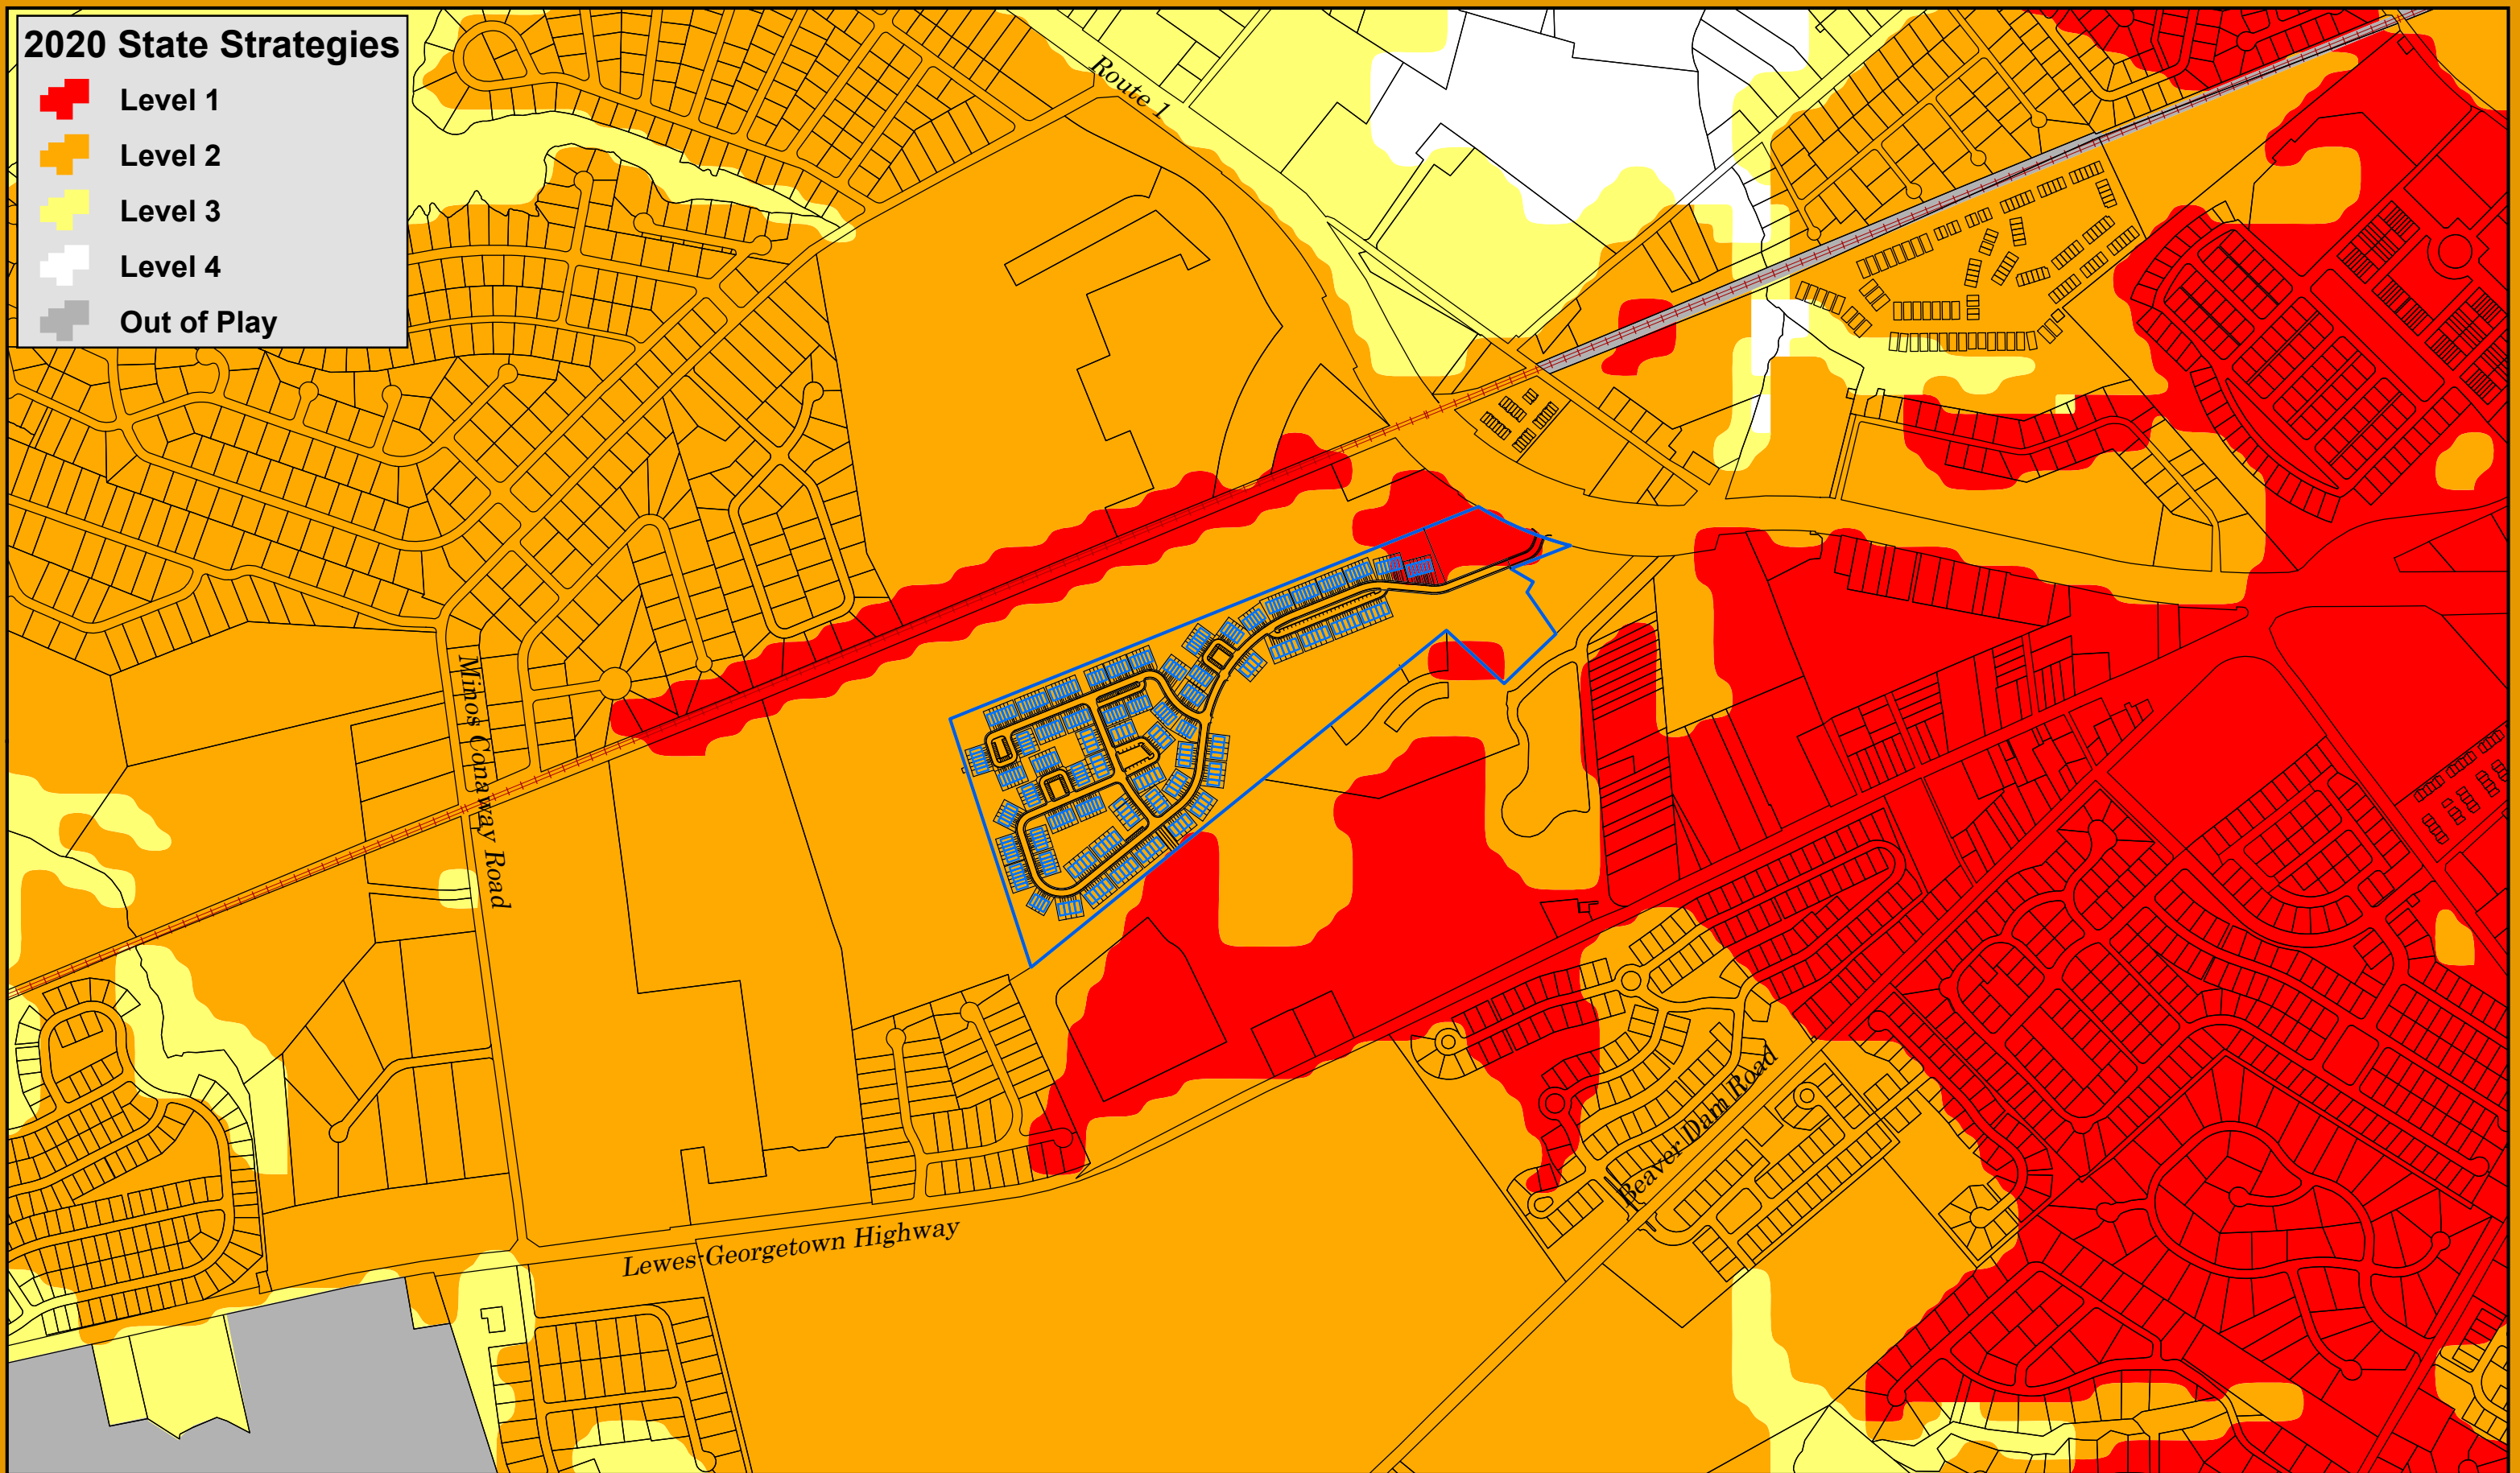 2020 State Strategies
Level 1
Level 2
Level 3
Level 4
Out of Play
Route 1
Minos Conaway Road
Lewes-Georgetown Highway
Beaver Dam Road